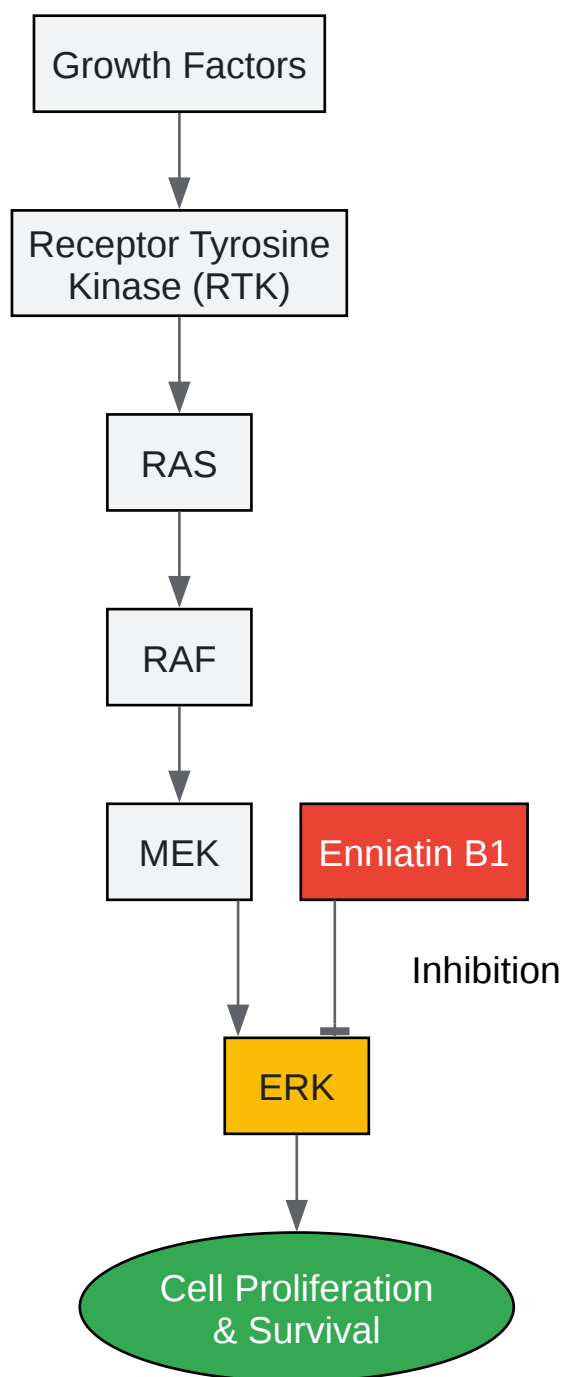 Growth Factors
Receptor Tyrosine
Kinase (RTK)
RAS
RAF
MEK
Enniatin B1
Inhibition
ERK
Cell Proliferation
& Survival